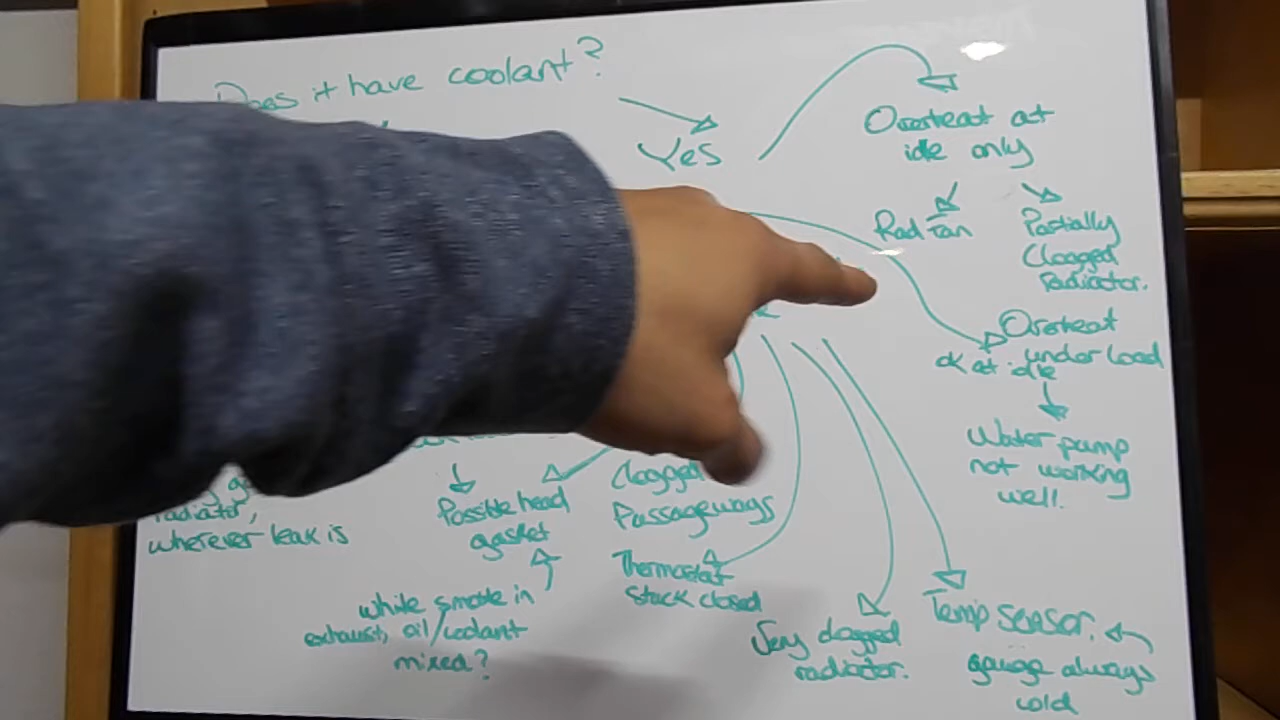 Does it have coolant?
Yes
Overheat at
idle only
Rad fan
Partially
Clogged
radiator.
Overheat
under load
ok at idle
Water pump
not working
well.
radiator,
wherever leak is
Possible head
gasket
white smoke in
exhaust, oil/coolant
mixed?
Clogged
Passageways
Thermostat
stuck closed
Very clogged
radiator.
Temp sensor.
gauge always
cold